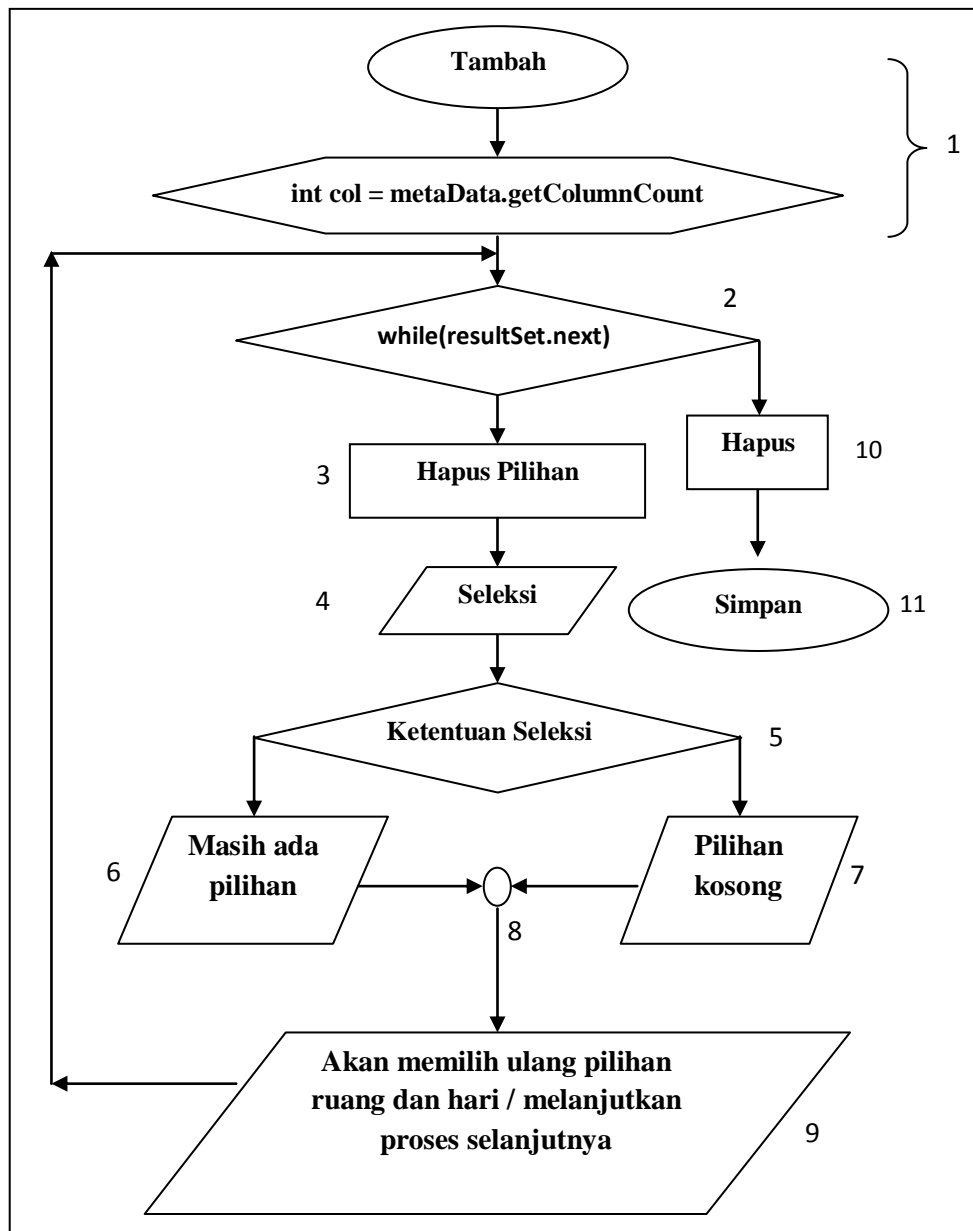 Tambah
1
int col = metaData.getColumnCount
2
while(resultSet.next)
3
Hapus Pilihan
Hapus
10
4
Seleksi
Simpan
11
Ketentuan Seleksi
5
6
Masih ada
pilihan
Pilihan
kosong
7
8
Akan memilih ulang pilihan
ruang dan hari / melanjutkan
proses selanjutnya
9